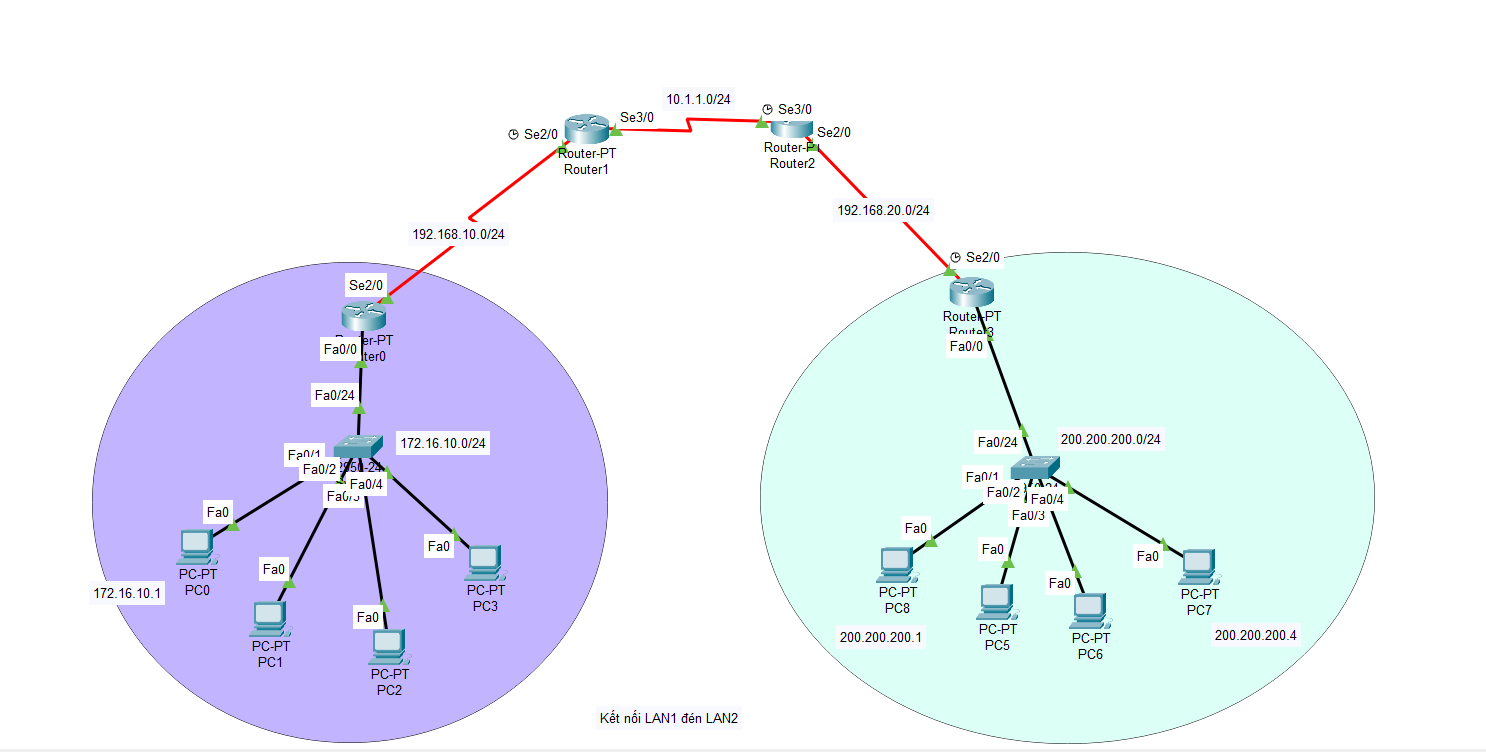 10.1.1.0/24
Se3/0
Se3/0
Se2/0
Se2/0
Router-PT
Router1
Router2
192.168.20.0/24
192.168.10.0/24
Se2/0
Se2/0
Router-PT
Fa0/0
Fa0/0
Fa0/24
172.16.10.0/24
200.200.200.0/24
Fa0/24
Fa0/1
Fa0/2
Fa0/4
Fa0/1
Fa0/2
Fa0/4
Fa0/3
Fa0
PC-PT
PC0
172.16.10.1
Fa0
PC-PT
PC1
Fa0
PC-PT
PC2
Fa0
PC-PT
PC3
Fa0
PC-PT
PC8
200.200.200.1
Fa0
PC-PT
PC5
Fa0
PC-PT
PC6
Fa0
PC-PT
PC7
200.200.200.4
Kết nối LAN1 đén LAN2